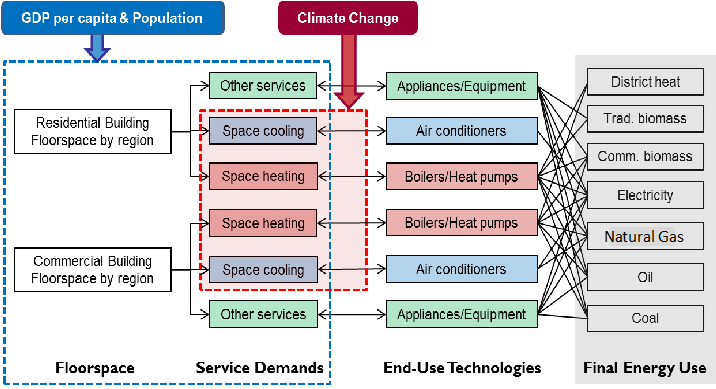 GDP per capita & Population
Climate Change
Other services
Appliances/Equipment
District heat
Residential Building
Floorspace by region
Space cooling
Air conditioners
Trad. biomass
Space heating
Boilers/Heat pumps
Comm. biomass
Electricity
Space heating
Boilers/Heat pumps
Natural Gas
Commercial Building
Floorspace by region
Space cooling
Air conditioners
Oil
Other services
Appliances/Equipment
Coal
Floorspace
Service Demands
End-Use Technologies
Final Energy Use